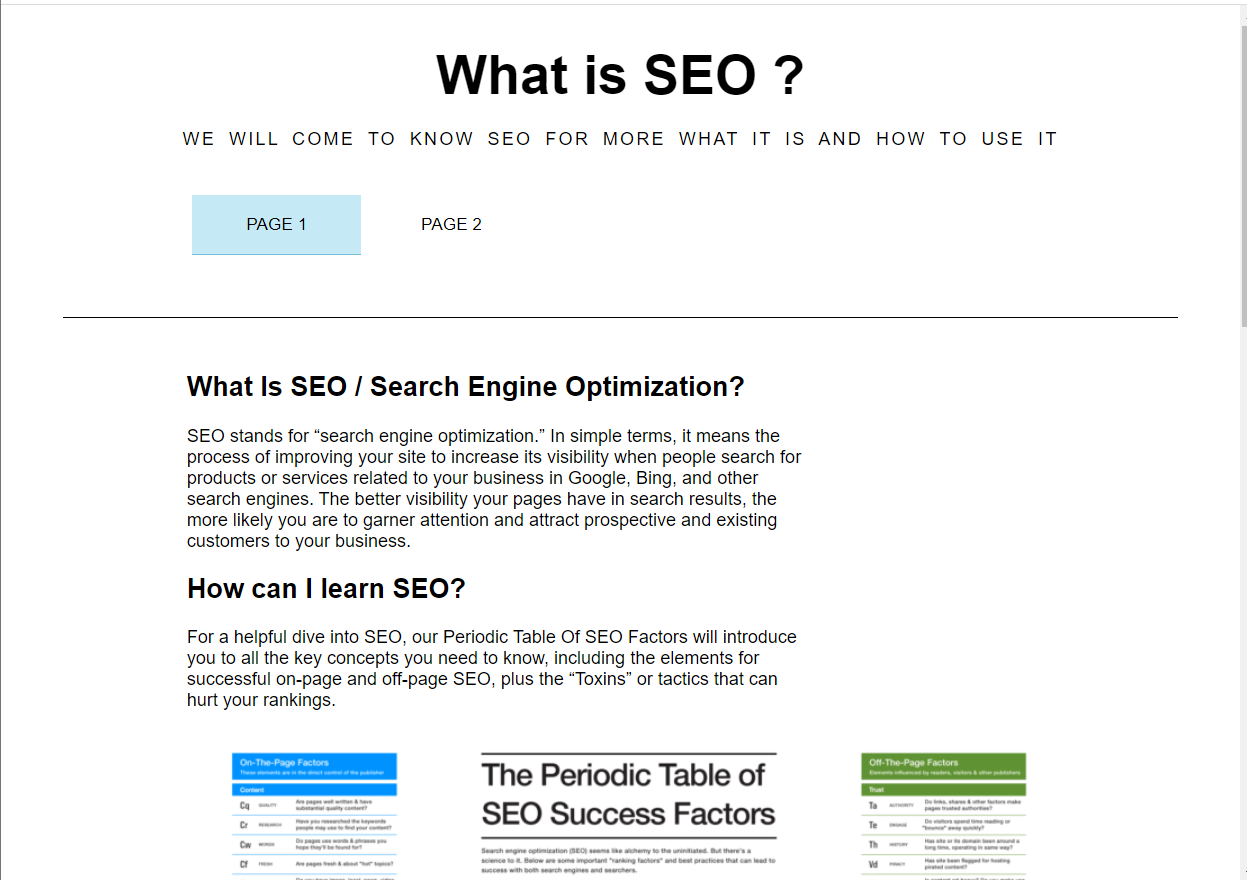 What is SEO ?
WE WILL COME TO KNOW SEO FOR MORE WHAT IT IS AND HOW TO USE IT
PAGE 1
PAGE 2
What Is SEO / Search Engine Optimization?
SEO stands for “search engine optimization.” In simple terms, it means the
process of improving your site to increase its visibility when people search for
products or services related to your business in Google, Bing, and other
search engines. The better visibility your pages have in search results, the
more likely you are to garner attention and attract prospective and existing
customers to your business.
How can I learn SEO?
For a helpful dive into SEO, our Periodic Table Of SEO Factors will introduce
you to all the key concepts you need to know, including the elements for
successful on-page and off-page SEO, plus the “Toxins” or tactics that can
hurt your rankings.
On-The-Page Factors
These elements are in the direct control of the publisher
Content
Cq QUALITY Are pages well written & have
substantial quality content?
Cr RESEARCH Have you researched the keywords
people may use to find your content?
Cw WORDS Do pages use words & phrases you
hope they'll be found for?
Cf FRESH Are pages fresh & about "hot" topics?
The Periodic Table of
SEO Success Factors
Search engine optimization (SEO) seems like alchemy to the uninitiated. But there's a
science to it. Below are some important "ranking factors" and best practices that can lead to
success with both search engines and searchers.
Off-The-Page Factors
Elements influenced by readers, visitors & other publishers
Trust
Ta AUTHORITY Do links, shares & other factors make
pages trusted authorities?
Te ENGAGE Do visitors spend time reading or
"bounce" away quickly?
Th HISTORY Has site or its domain been around a
long time, operating in same way?
Vd PIRACY Has site been flagged for hosting
pirated content?